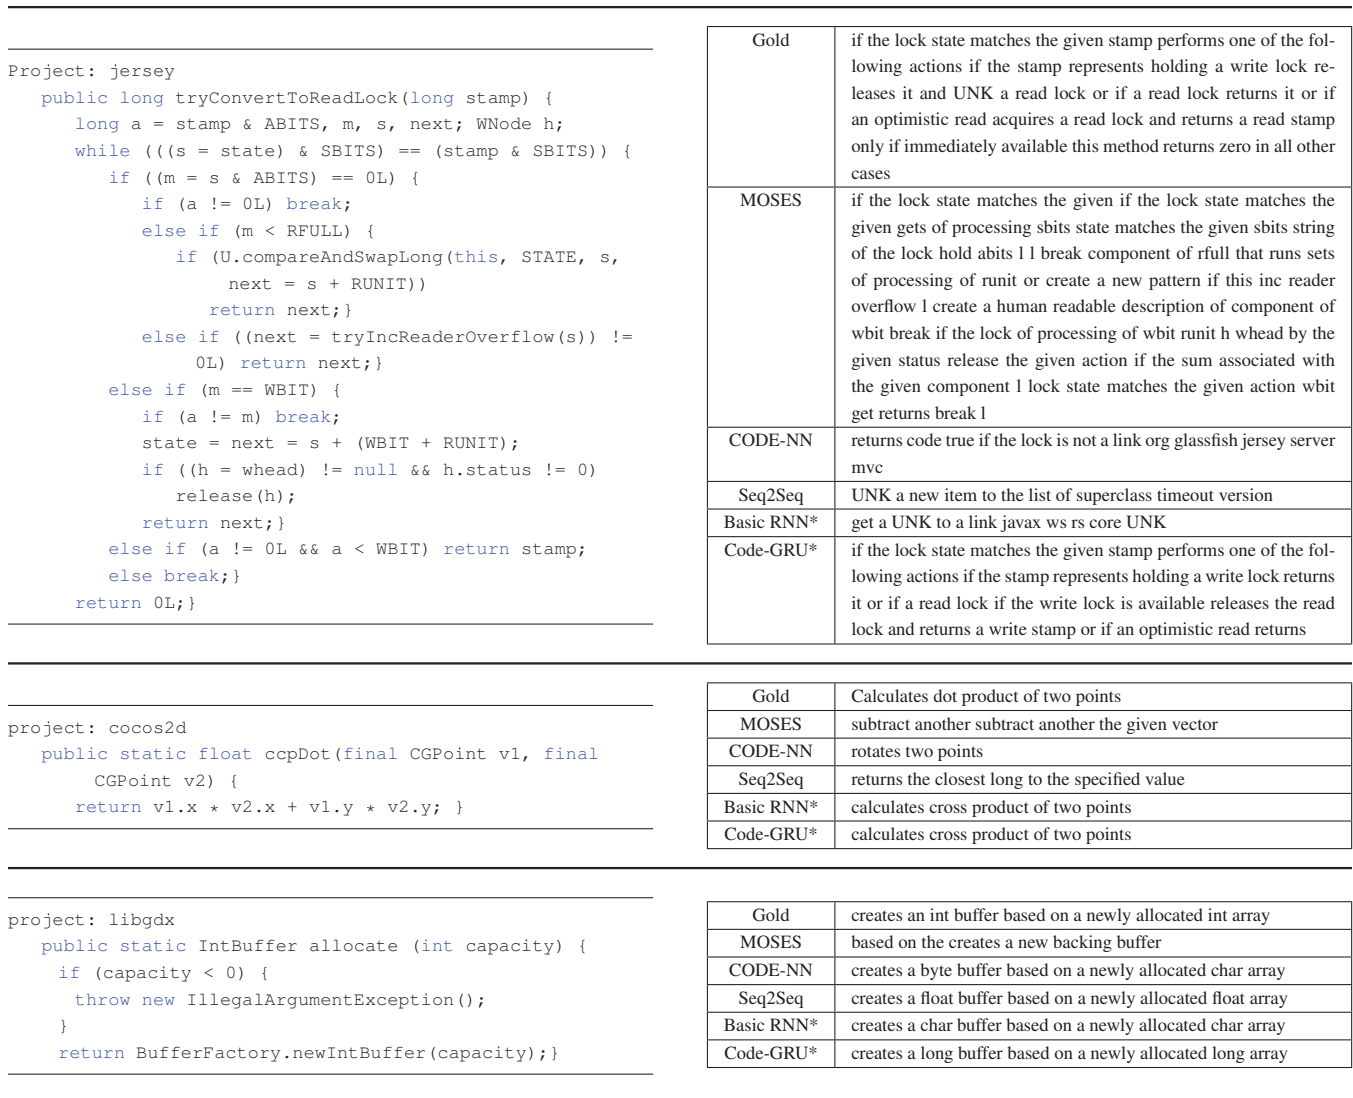 Project: jersey
public long tryConvertToReadLock(long stamp) {
long a = stamp & ABITS, m, s, next; WNode h;
while (((s = state) & SBITS) == (stamp & SBITS)) {
if ((m = s & ABITS) == 0L) {
if (a != 0L) break;
else if (m < RFULL) {
if (U.compareAndSwapLong(this, STATE, s,
next = s + RUNIT))
return next;}
else if ((next = tryIncReaderOverflow(s)) !=
0L) return next;}
else if (m == WBIT) {
if (a != m) break;
state = next = s + (WBIT + RUNIT);
if ((h = whead) != null && h.status != 0)
release(h);
return next;}
else if (a != 0L && a < WBIT) return stamp;
else break;}
return 0L;}
Gold if the lock state matches the given stamp performs one of the fol-
lowing actions if the stamp represents holding a write lock re-
leases it and UNK a read lock or if a read lock returns it or if
an optimistic read acquires a read lock and returns a read stamp
only if immediately available this method returns zero in all other
cases
MOSES if the lock state matches the given if the lock state matches the
given gets of processing sbits state matches the given sbits string
of the lock hold abits l l break component of rfull that runs sets
of processing of runit or create a new pattern if this inc reader
overflow l create a human readable description of component of
wbit break if the lock of processing of wbit runit h whead by the
given status release the given action if the sum associated with
the given component l lock state matches the given action wbit
get returns break l
CODE-NN returns code true if the lock is not a link org glassfish jersey server
mvc
Seq2Seq UNK a new item to the list of superclass timeout version
Basic RNN* get a UNK to a link javax ws rs core UNK
Code-GRU* if the lock state matches the given stamp performs one of the fol-
lowing actions if the stamp represents holding a write lock returns
it or if a read lock if the write lock is available releases the read
lock and returns a write stamp or if an optimistic read returns
project: cocos2d
public static float ccpDot(final CGPoint v1, final
CGPoint v2) {
return v1.x * v2.x + v1.y * v2.y; }
Gold Calculates dot product of two points
MOSES subtract another subtract another the given vector
CODE-NN rotates two points
Seq2Seq returns the closest long to the specified value
Basic RNN* calculates cross product of two points
Code-GRU* calculates cross product of two points
project: libgdx
public static IntBuffer allocate (int capacity) {
if (capacity < 0) {
throw new IllegalArgumentException();
}
return BufferFactory.newIntBuffer(capacity);}
Gold creates an int buffer based on a newly allocated int array
MOSES based on the creates a new backing buffer
CODE-NN creates a byte buffer based on a newly allocated char array
Seq2Seq creates a float buffer based on a newly allocated float array
Basic RNN* creates a char buffer based on a newly allocated char array
Code-GRU* creates a long buffer based on a newly allocated long array